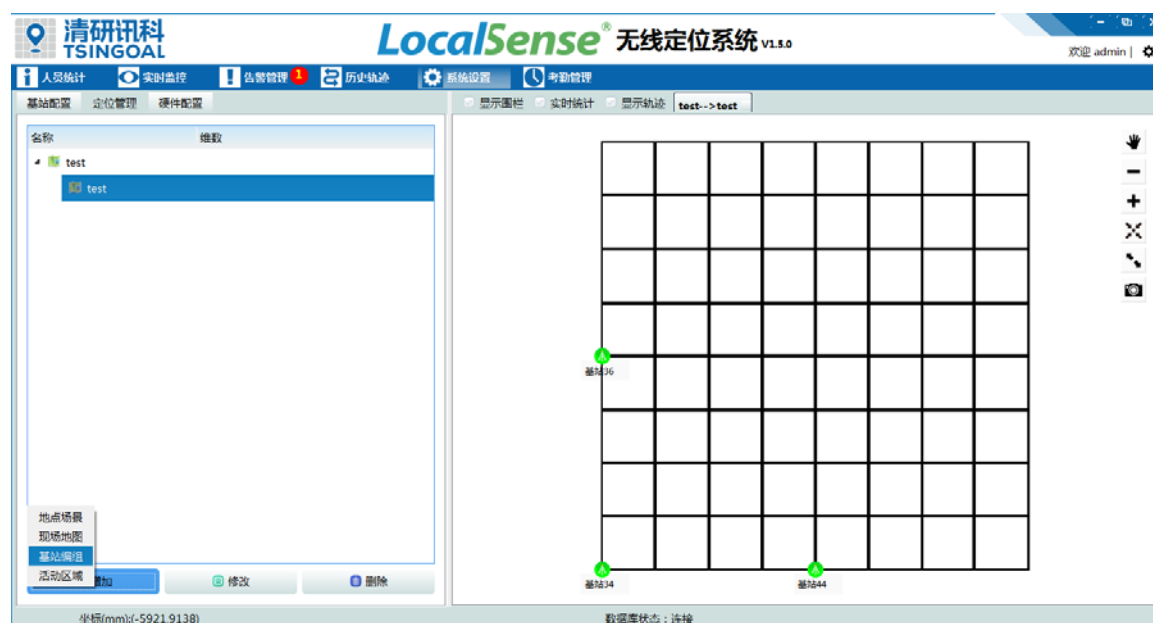 清研讯科
TSINGOAL
LocalSense® 无线定位系统 V1.5.0
欢迎 admin |
人员统计 实时监控 告警管理 1 历史轨迹 系统设置 考勤管理
基站配置 定位管理 硬件配置
显示围栏 实时统计 显示轨迹 test-->test
名称 维数
test
test
基站36
地点场景
现场地图
基站编组
活动区域
修改 删除
基站34 基站44
坐标(mm):(-5921,9138) 数据库状态：连接